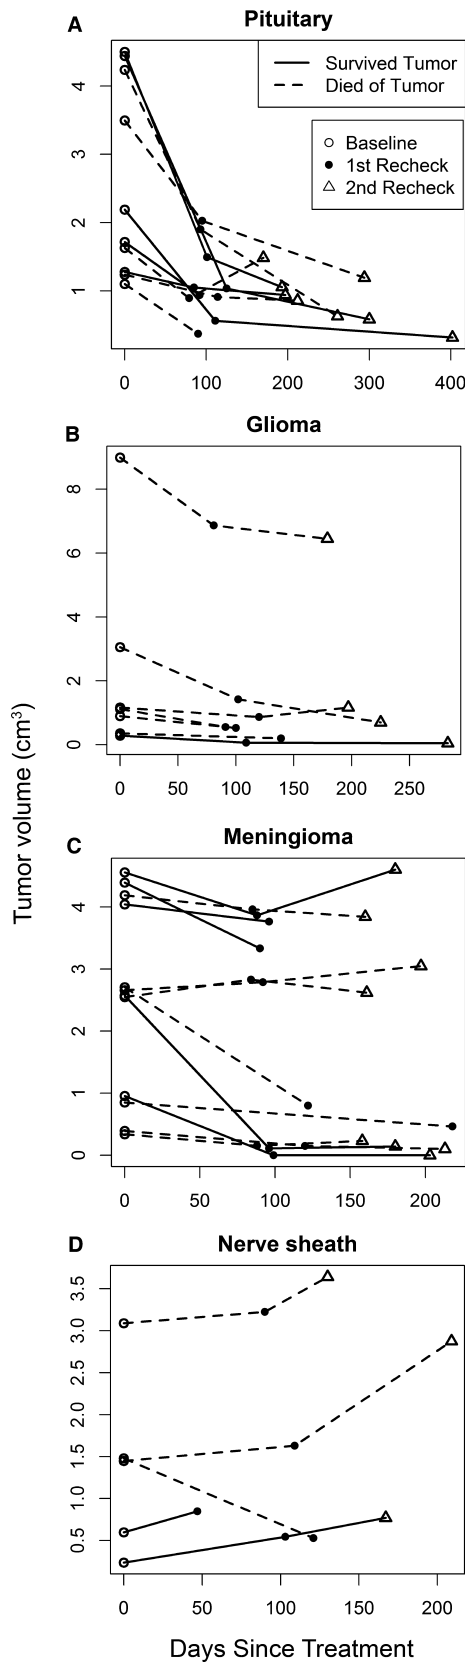 A
Pituitary
Survived Tumor
Died of Tumor
Baseline
1st Recheck
2nd Recheck
4
3
2
1
0 100 200 300 400
B
Glioma
8
6
4
2
0
0 50 100 150 200 250
Tumor volume (cm³)
C
Meningioma
4
3
2
1
0
0 50 100 150 200
D
Nerve sheath
3.5
3.0
2.5
2.0
1.5
1.0
0.5
0 50 100 150 200
Days Since Treatment